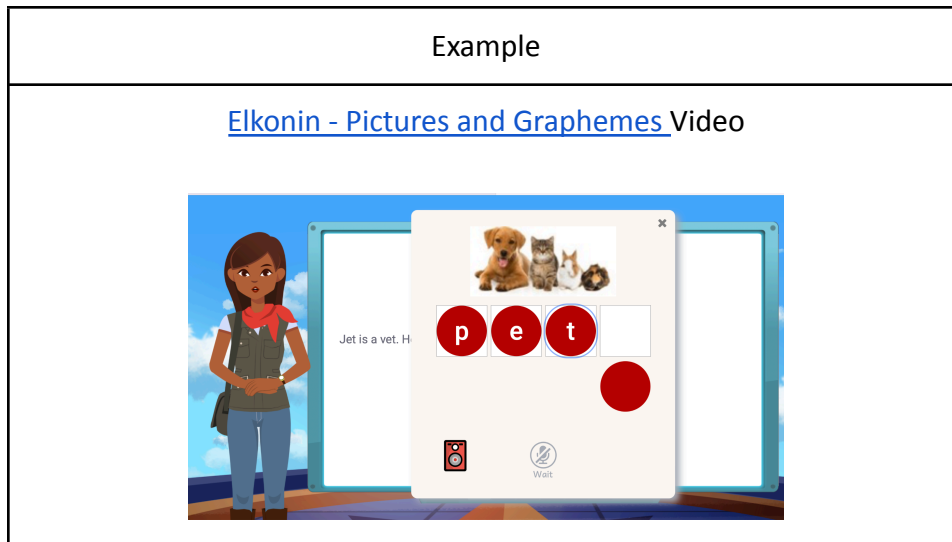 Example
Elkonin - Pictures and Graphemes Video
Jet is a vet. H
p e t
Wait